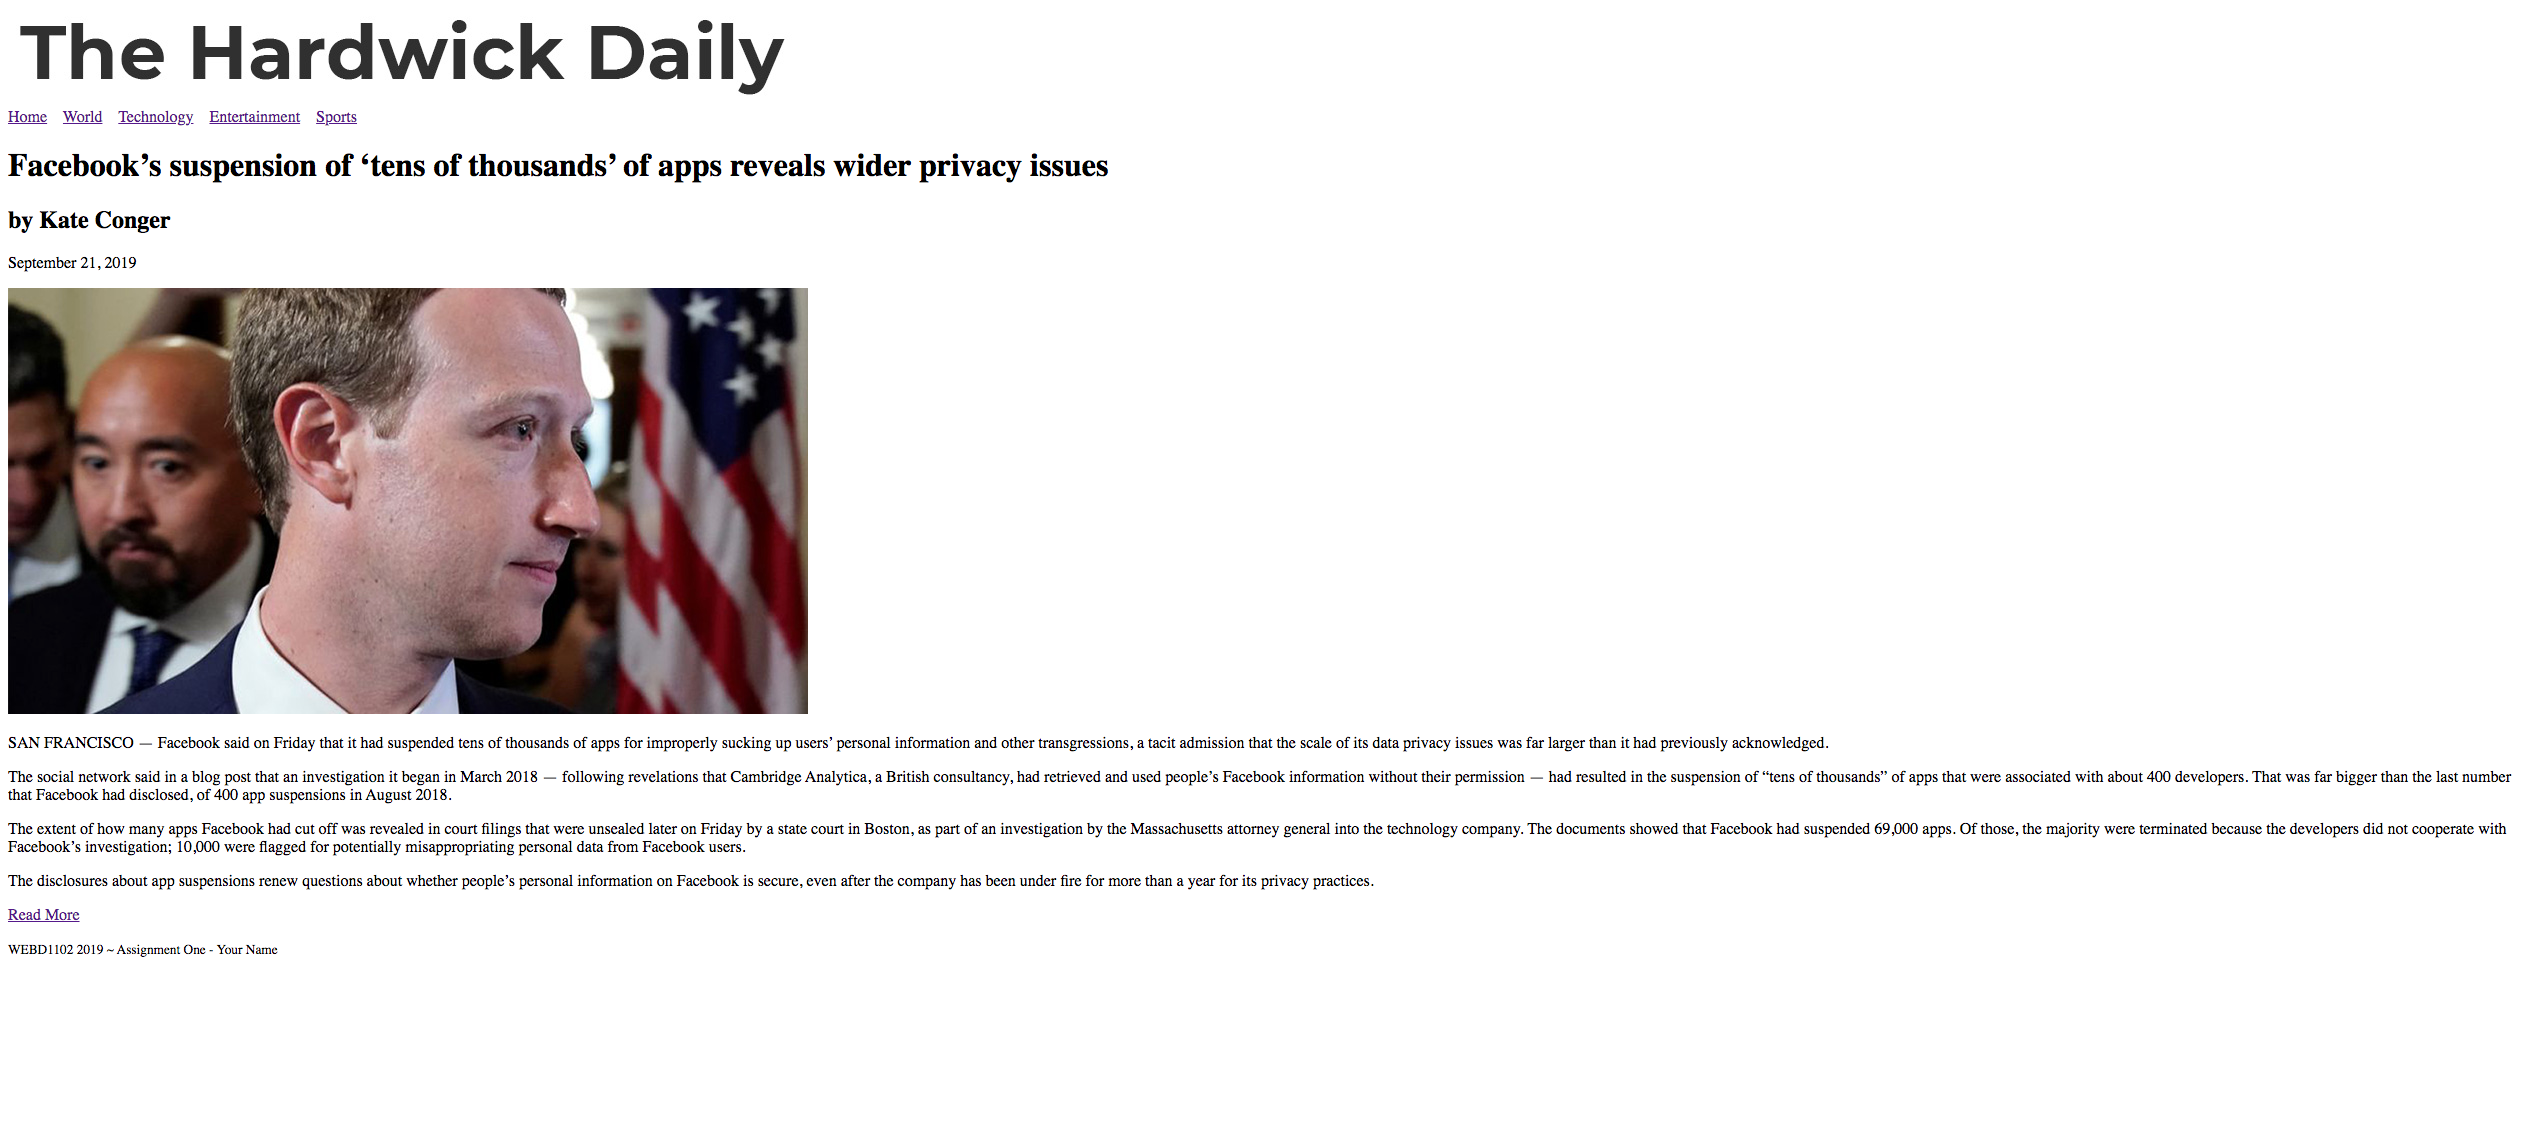 The Hardwick Daily
Home World Technology Entertainment Sports
Facebook’s suspension of ‘tens of thousands’ of apps reveals wider privacy issues
by Kate Conger
September 21, 2019
SAN FRANCISCO — Facebook said on Friday that it had suspended tens of thousands of apps for improperly sucking up users’ personal information and other transgressions, a tacit admission that the scale of its data privacy issues was far larger than it had previously acknowledged.
The social network said in a blog post that an investigation it began in March 2018 — following revelations that Cambridge Analytica, a British consultancy, had retrieved and used people’s Facebook information without their permission — had resulted in the suspension of “tens of thousands” of apps that were associated with about 400 developers. That was far bigger than the last number
that Facebook had disclosed, of 400 app suspensions in August 2018.
The extent of how many apps Facebook had cut off was revealed in court filings that were unsealed later on Friday by a state court in Boston, as part of an investigation by the Massachusetts attorney general into the technology company. The documents showed that Facebook had suspended 69,000 apps. Of those, the majority were terminated because the developers did not cooperate with
Facebook’s investigation; 10,000 were flagged for potentially misappropriating personal data from Facebook users.
The disclosures about app suspensions renew questions about whether people’s personal information on Facebook is secure, even after the company has been under fire for more than a year for its privacy practices.
Read More
WEBD1102 2019 ~ Assignment One - Your Name